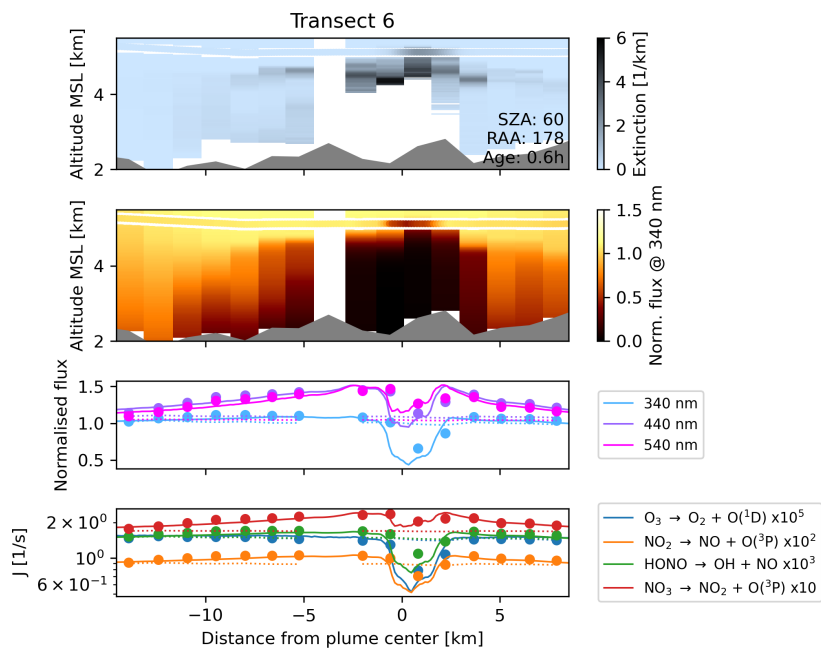 Transect 6
Altitude MSL [km]
4
2
SZA: 60
RAA: 178
Age: 0.6h
6
4
2
0
Extinction [1/km]
Altitude MSL [km]
4
2
1.5
1.0
0.5
0.0
Norm. flux @ 340 nm
Normalised flux
1.5
1.0
0.5
340 nm
440 nm
540 nm
J [1/s]
2 × 10⁰
10⁰
6 × 10⁻¹
O₃ → O₂ + O(¹D) x10⁵
NO₂ → NO + O(³P) x10²
HONO → OH + NO x10³
NO₃ → NO₂ + O(³P) x10
−10
−5
0
5
Distance from plume center [km]